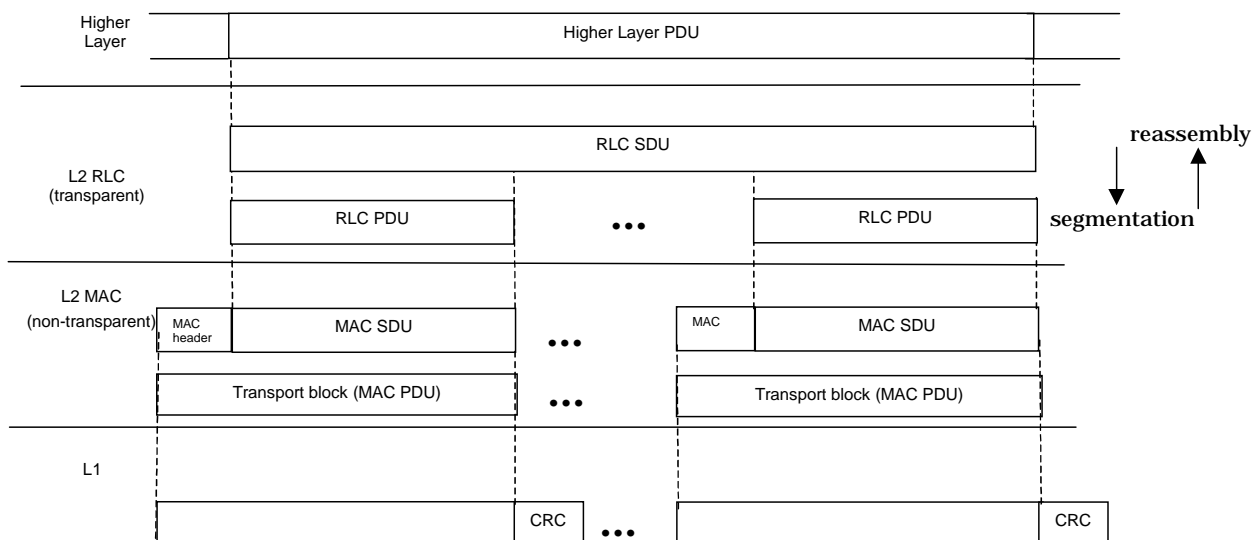 Higher
Layer
Higher Layer PDU
RLC SDU
reassembly
L2 RLC
(transparent)
RLC PDU
•••
RLC PDU
segmentation
L2 MAC
(non-transparent)
MAC
header
MAC SDU
•••
MAC
MAC SDU
Transport block (MAC PDU)
•••
Transport block (MAC PDU)
L1
CRC
•••
CRC